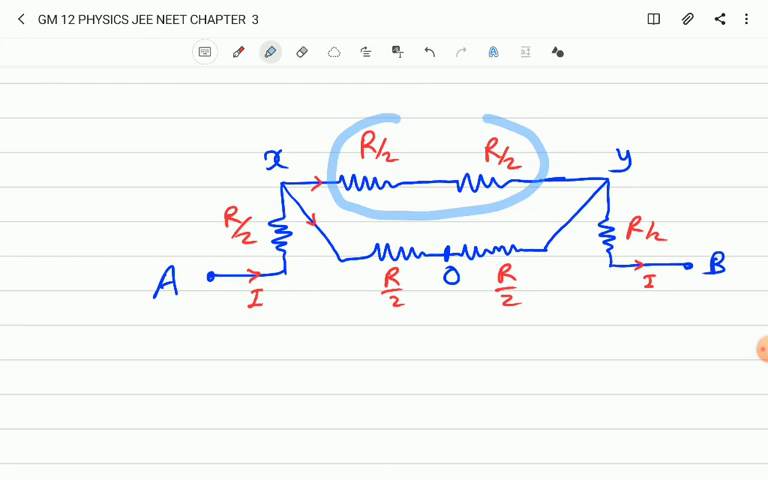 GM 12 PHYSICS JEE NEET CHAPTER 3
R/2 R/2
x y
R/2 R/2
A I R/2 O R/2 I B